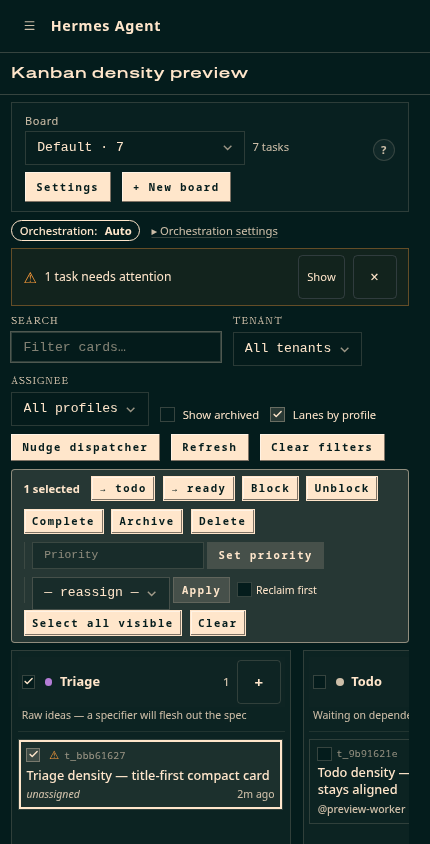 ☰ Hermes Agent
Kanban density preview
Board
Default · 7
7 tasks
?
Settings
+ New board
Orchestration: Auto
▸ Orchestration settings
⚠ 1 task needs attention
Show
×
SEARCH
TENANT
Filter cards…
All tenants
ASSIGNEE
All profiles
Show archived
Lanes by profile
Nudge dispatcher
Refresh
Clear filters
1 selected
→ todo
→ ready
Block
Unblock
Complete
Archive
Delete
Priority
Set priority
— reassign —
Apply
Reclaim first
Select all visible
Clear
Triage
1
+
Raw ideas — a specifier will flesh out the spec
⚠ t_bbb61627
Triage density — title-first compact card
unassigned
2m ago
Todo
Waiting on depende
t_9b91621e
Todo density —
stays aligned
@preview-worker